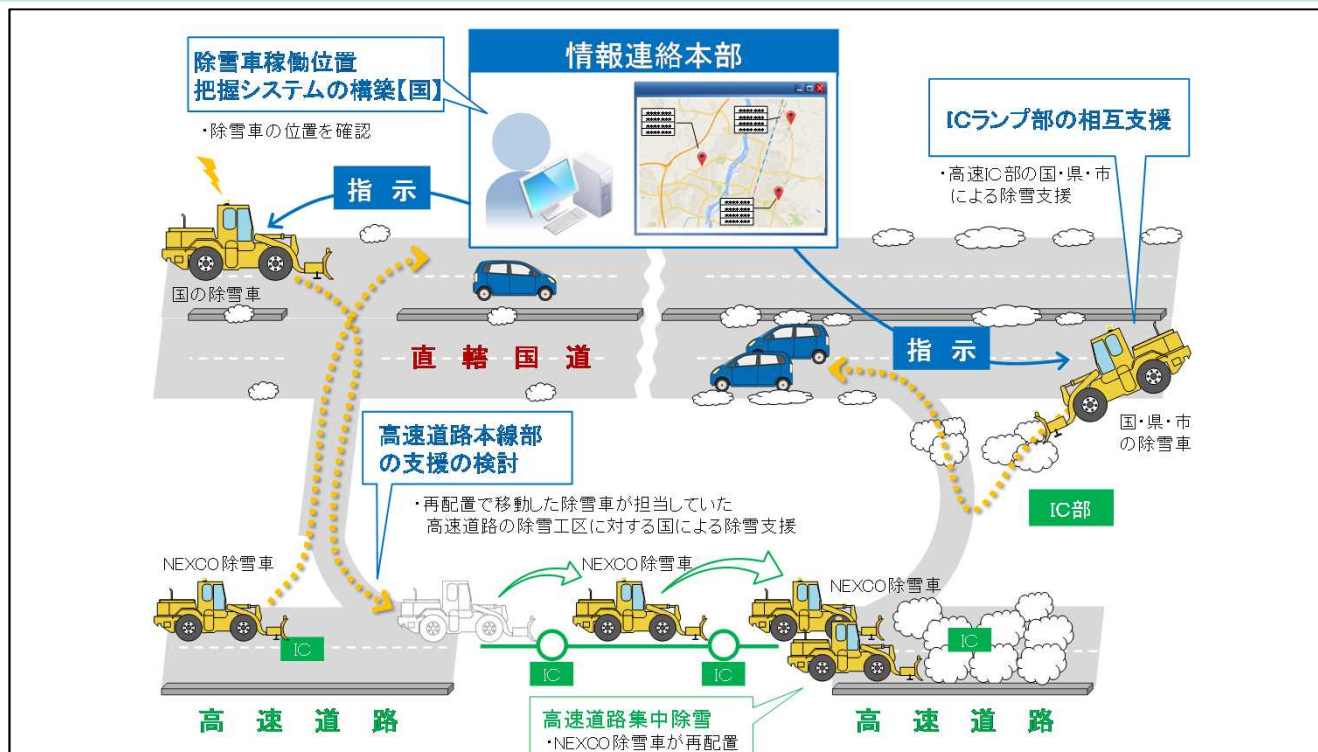 情報連絡本部
除雪車稼働位置
把握システムの構築【国】
・除雪車の位置を確認
ICランプ部の相互支援
・高速IC部の国・県・市
による除雪支援
指 示
国の除雪車
直 轄 国 道
指 示
国・県・市
の除雪車
高速道路本線部
の支援の検討
・再配置で移動した除雪車が担当していた
高速道路の除雪工区に対する国による除雪支援
IC部
NEXCO除雪車
NEXCO除雪車
NEXCO除雪車
IC
IC
IC
IC
高 速 道 路
高速道路集中除雪
・NEXCO除雪車が再配置
高 速 道 路